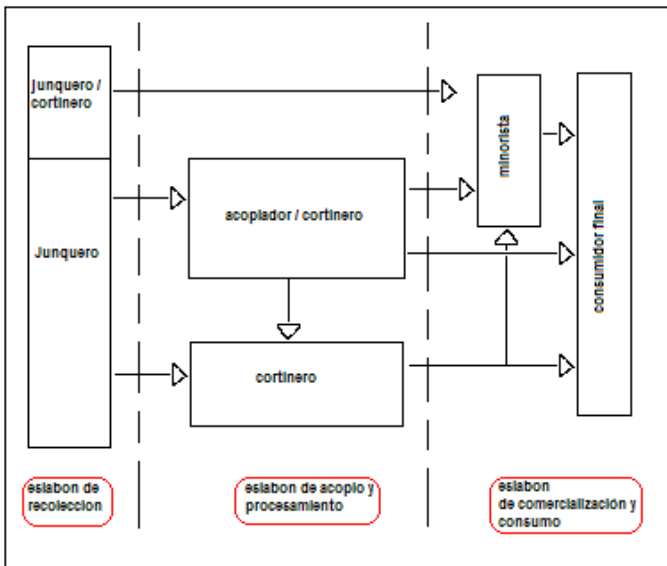 junquero /
cortinero
Junquero
acoplador / cortinero
cortinero
minorista
consumidor final
eslabon de
recoleccion
eslabon de acopio y
procesamiento
eslabon
de comercialización y
consumo